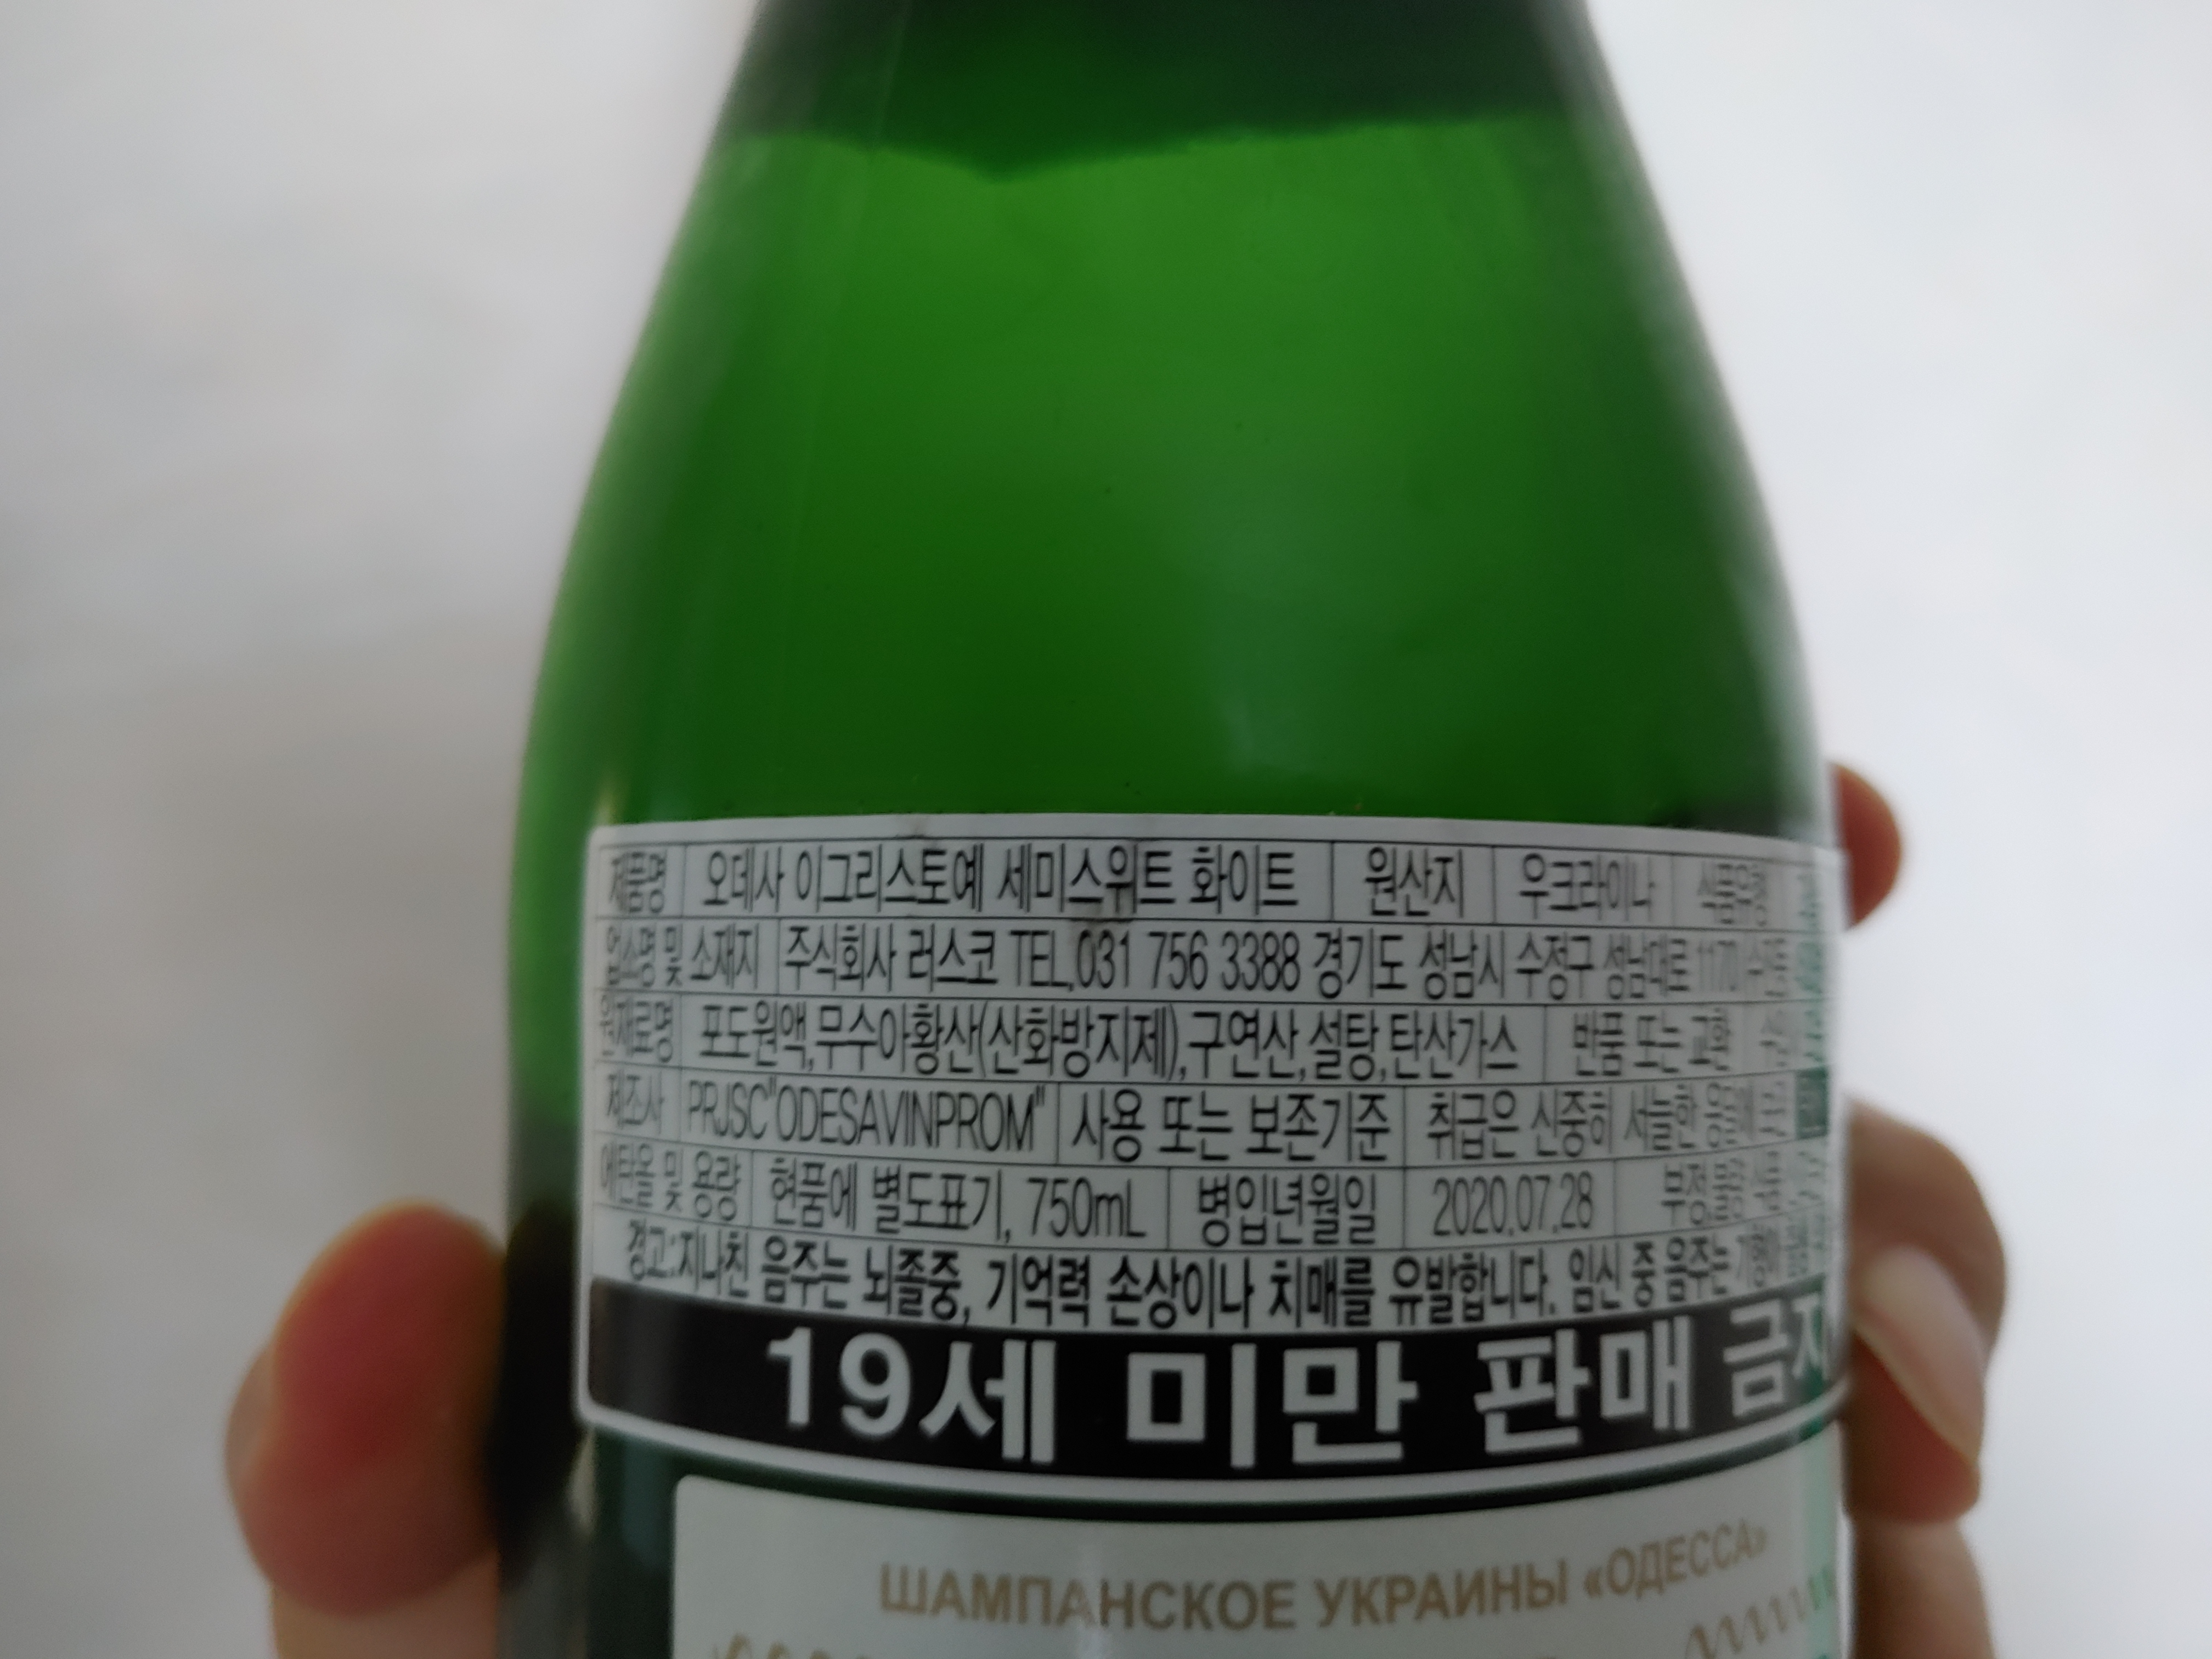 제품명 오데사 이그리스토예 세미스위트 화이트 원산지 우크라이나 식품유형
업소명 및 소재지 주식회사 러스코 TEL.031 756 3388 경기도 성남시 수정구 성남대로 1170
원재료명 포도원액,무수아황산(산화방지제),구연산,설탕,탄산가스 반품 또는 교환
제조사 PRJSC"ODESAVINPROM" 사용 또는 보존기준 취급은 신중히 서늘한
에탄올 및 용량 현품에 별도표기, 750mL 병입년월일 2020.07.28
경고:지나친 음주는 뇌졸중, 기억력 손상이나 치매를 유발합니다. 임신 중 음주는
19세 미만 판매 금지
ШАМПАНСКОЕ УКРАИНЫ «ОДЕССА»